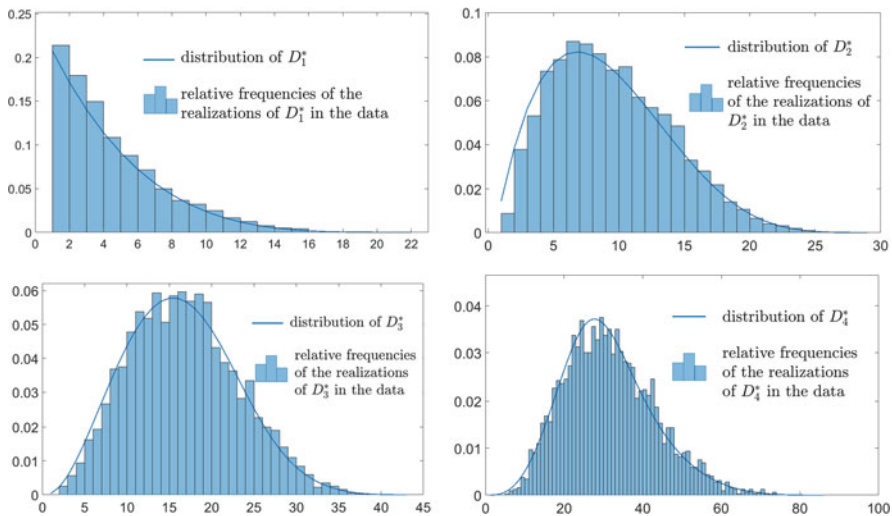 0.25
0.2
0.15
0.1
0.05
0
0 2 4 6 8 10 12 14 16 18 20 22
distribution of D₁*
relative frequencies of the
realizations of D₁* in the data
0.1
0.08
0.06
0.04
0.02
0
0 5 10 15 20 25 30
distribution of D₂*
relative frequencies
of the realizations of
D₂* in the data
0.06
0.05
0.04
0.03
0.02
0.01
0
0 5 10 15 20 25 30 35 40 45
distribution of D₃*
relative frequencies
of the realizations
of D₃* in the data
0.04
0.03
0.02
0.01
0
0 20 40 60 80 100
distribution of D₄*
relative frequencies
of the realizations
of D₄* in the data